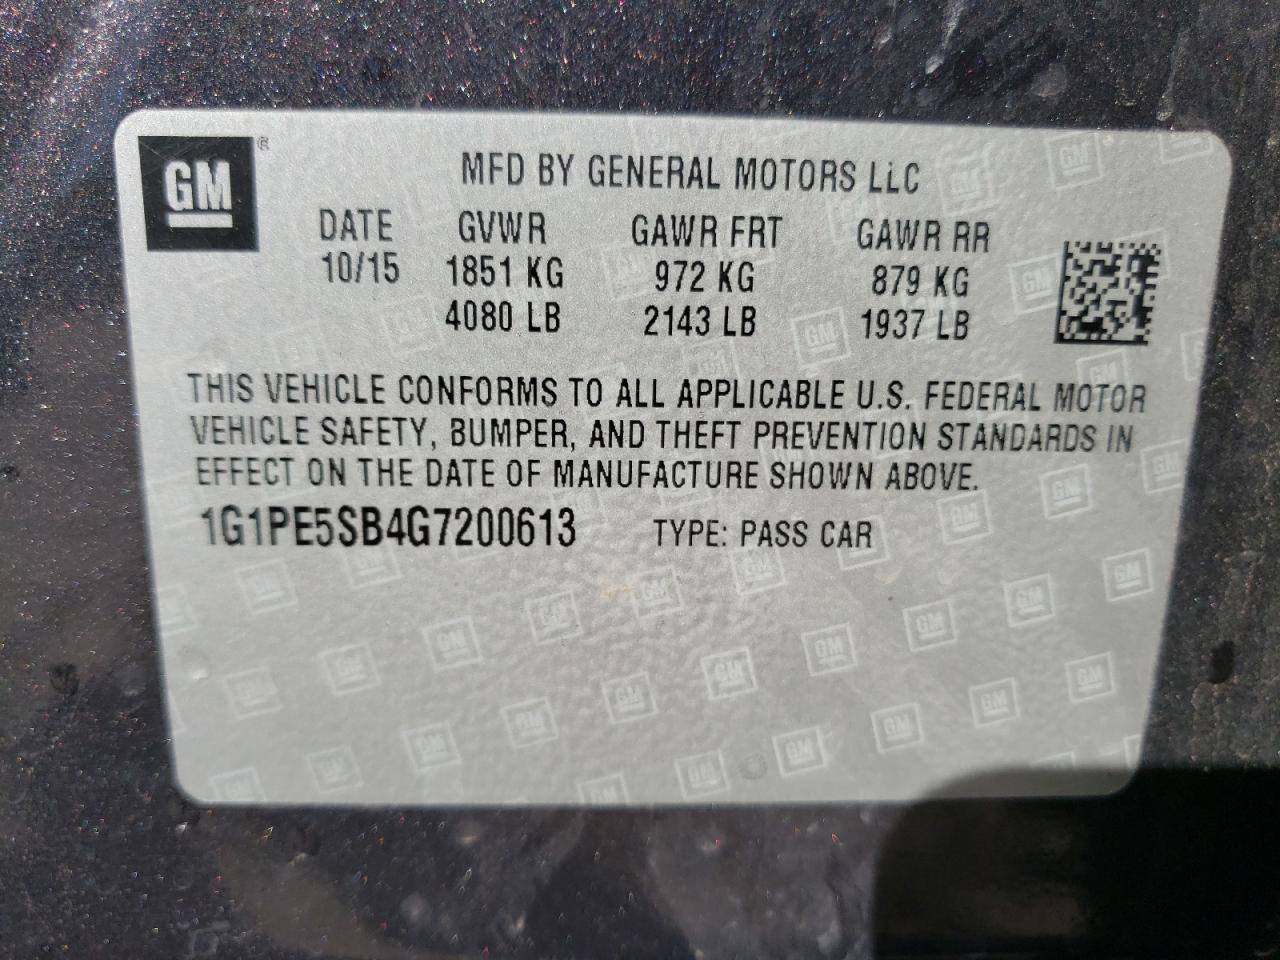 GM®
MFD BY GENERAL MOTORS LLC
DATE GVWR GAWR FRT GAWR RR
10/15 1851 KG 972 KG 879 KG
4080 LB 2143 LB 1937 LB
THIS VEHICLE CONFORMS TO ALL APPLICABLE U.S. FEDERAL MOTOR
VEHICLE SAFETY, BUMPER, AND THEFT PREVENTION STANDARDS IN
EFFECT ON THE DATE OF MANUFACTURE SHOWN ABOVE.
1G1PE5SB4G7200613 TYPE: PASS CAR